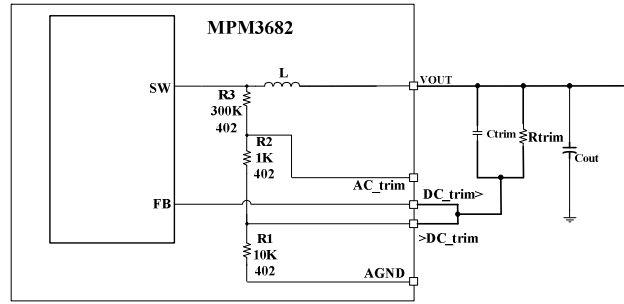 MPM3682
L
VOUT
SW
R3
300K
402
Ctrim
Rtrim
R2
1K
402
Cout
AC_trim
DC_trim>
FB
>DC_trim
R1
10K
402
AGND